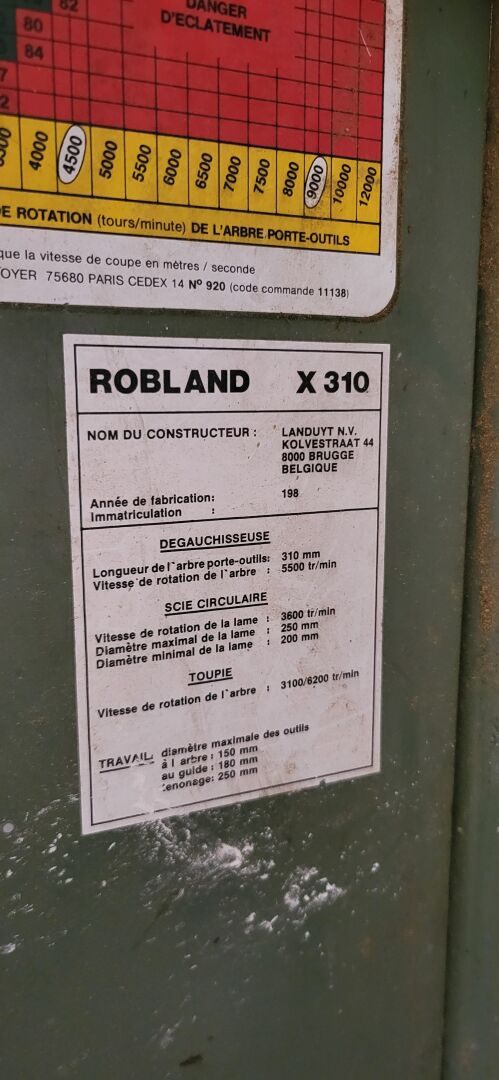 82
80
84
DANGER
D'ECLATEMENT
4000 4500 5000 5500 6000 6500 7000 7500 8000 9000 10000 12000
DE ROTATION (tours/minute) DE L'ARBRE PORTE-OUTILS
que la vitesse de coupe en mètres / seconde
75680 PARIS CEDEX 14 Nº 920 (code commande 11138)
ROBLAND X 310
NOM DU CONSTRUCTEUR : LANDUYT N.V.
KOLVESTRAAT 44
8000 BRUGGE
BELGIQUE
Année de fabrication: 198
Immatriculation :
DEGAUCHISSEUSE
Longueur de l`arbre porte-outils: 310 mm
Vitesse de rotation de l`arbre : 5500 tr/min
SCIE CIRCULAIRE
Vitesse de rotation de la lame : 3600 tr/min
Diamètre maximal de la lame : 250 mm
Diamètre minimal de la lame : 200 mm
TOUPIE
Vitesse de rotation de l`arbre : 3100/6200 tr/min
TRAVAIL: diamètre maximale des outils
à l arbre : 150 mm
au guide : 180 mm
tenonage: 250 mm